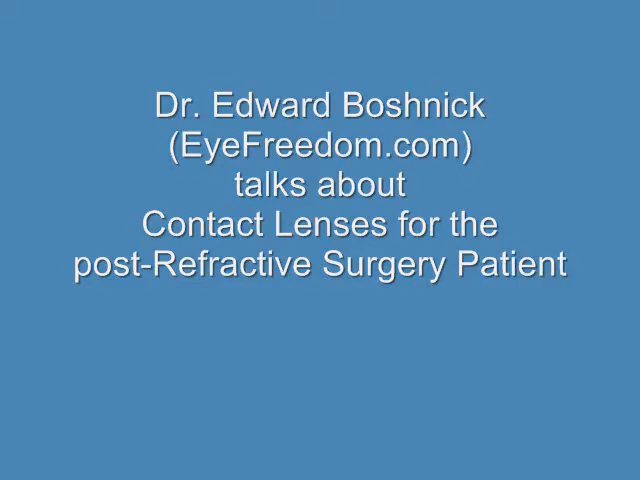 Dr. Edward Boshnick
(EyeFreedom.com)
talks about
Contact Lenses for the
post-Refractive Surgery Patient